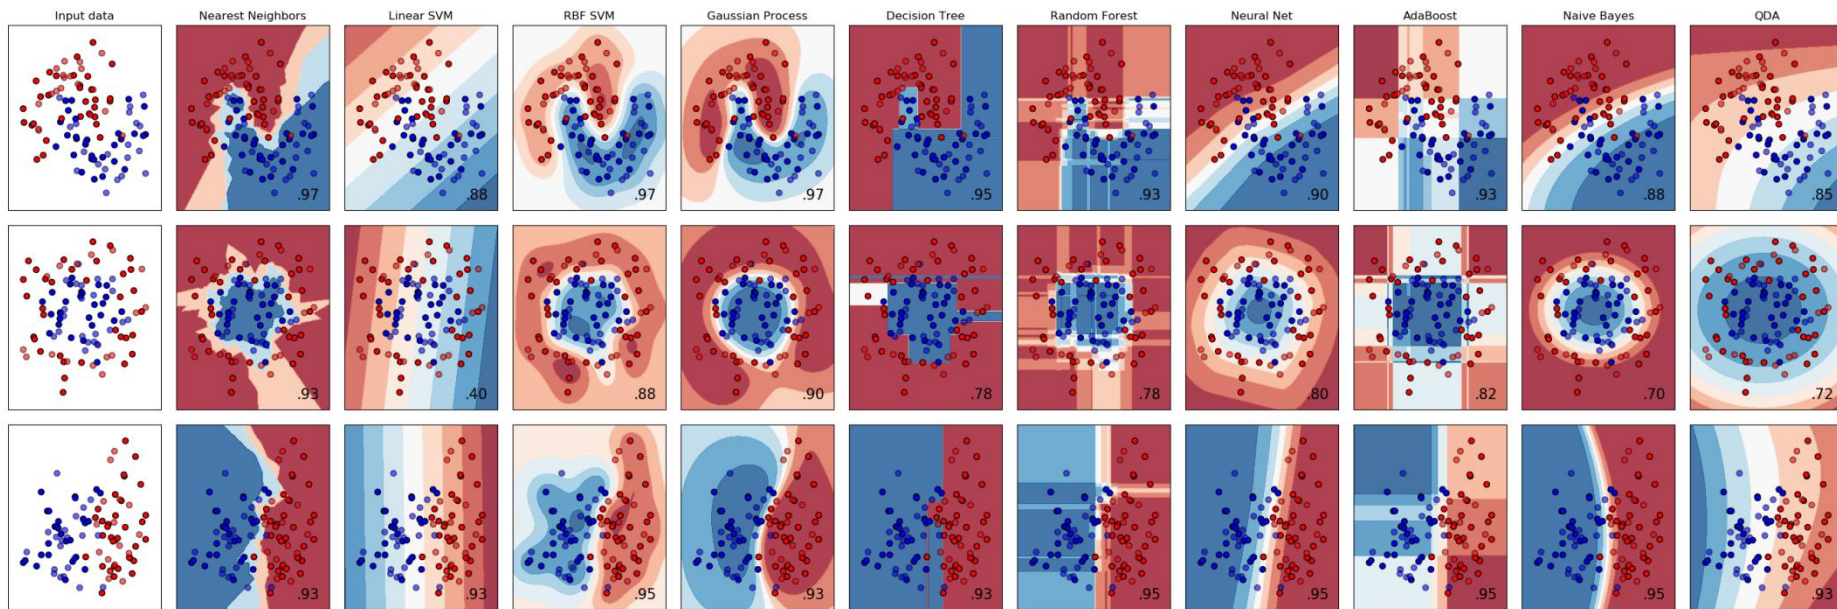 Input data
Nearest Neighbors
Linear SVM
RBF SVM
Gaussian Process
Decision Tree
Random Forest
Neural Net
AdaBoost
Naive Bayes
QDA
.97
.88
.97
.97
.95
.93
.90
.93
.88
.85
.93
.40
.88
.90
.78
.78
.80
.82
.70
.72
.93
.93
.95
.93
.93
.95
.95
.95
.95
.93